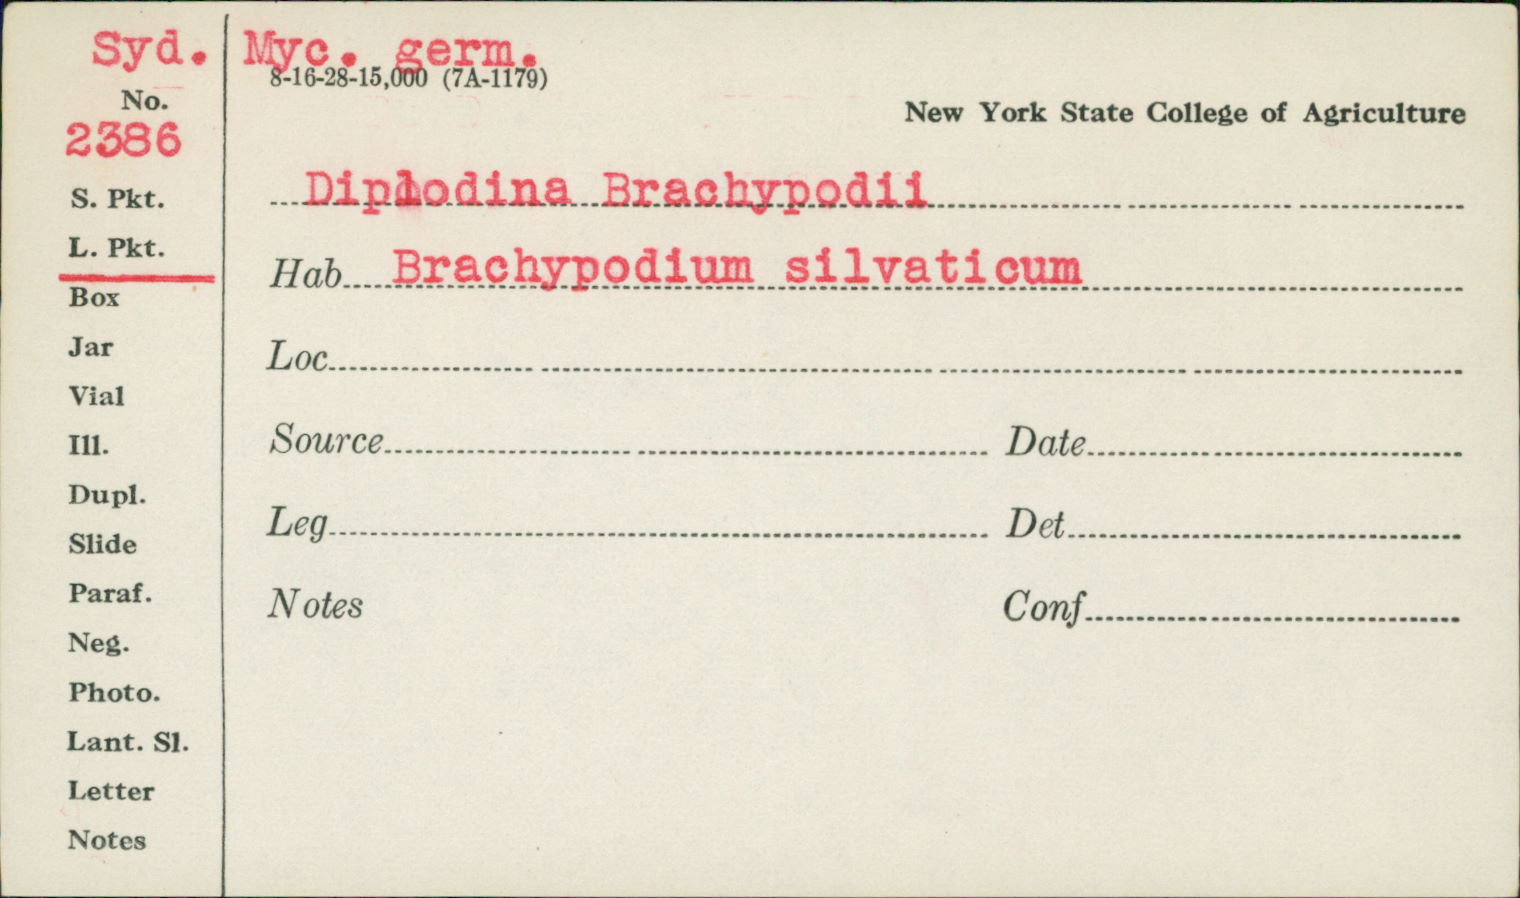 Syd. Myc. germ.
8-16-28-15,000 (7A-1179)
No.
2386
New York State College of Agriculture
S. Pkt.
Diplodina Brachypodii
L. Pkt.
Hab Brachypodium silvaticum
Box
Jar
Loc
Vial
Ill.
Source Date
Dupl.
Slide
Leg Det
Paraf.
Notes Conf
Neg.
Photo.
Lant. Sl.
Letter
Notes